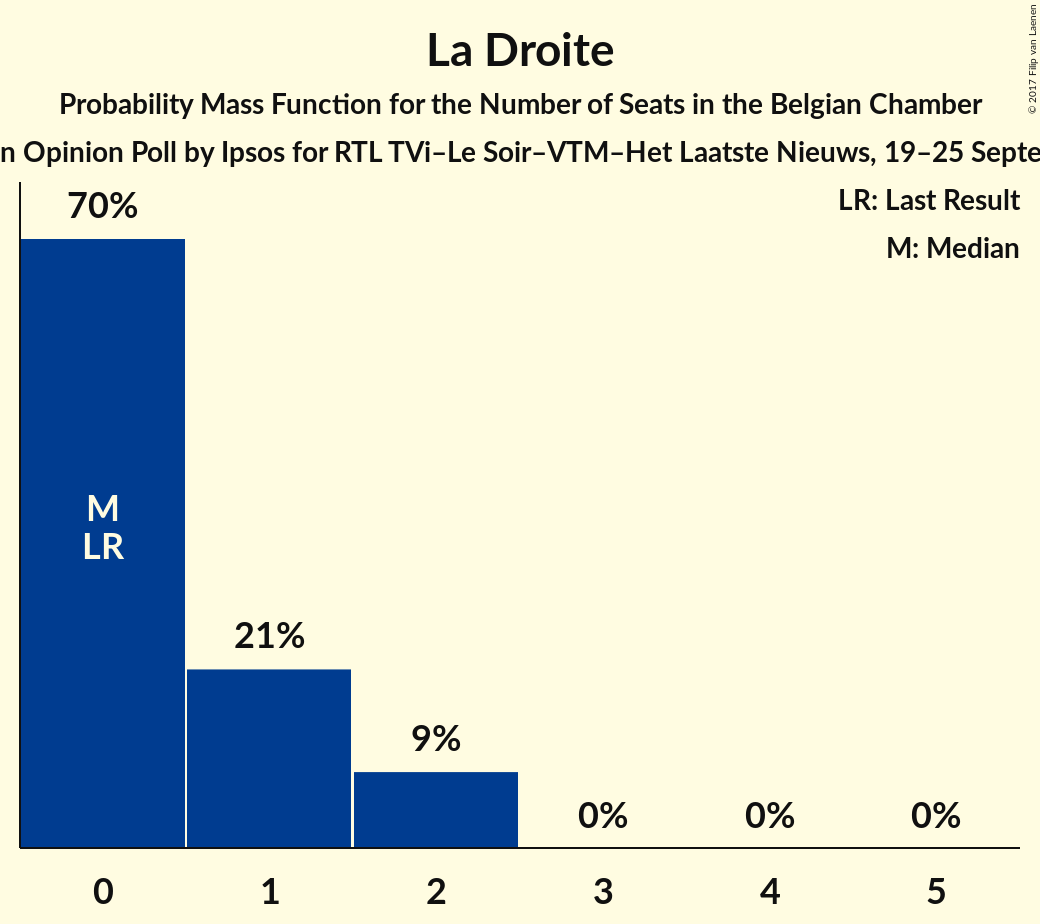 La Droite
Probability Mass Function for the Number of Seats in the Belgian Chamber
n Opinion Poll by Ipsos for RTL TVi–Le Soir–VTM–Het Laatste Nieuws, 19–25 Septe
© 2017 Filip van Laenen
LR: Last Result
M: Median
70%
M
LR
21%
9%
0% 0% 0%
0 1 2 3 4 5